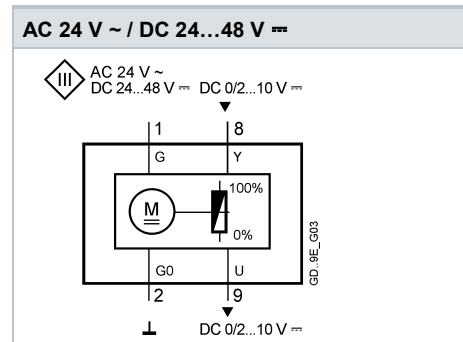 AC 24 V ~ / DC 24...48 V ⎓
III
AC 24 V ~
DC 24...48 V ⎓ DC 0/2...10 V ⎓
1 8
G Y
100%
M
0%
G0 U
2 9
DC 0/2...10 V ⎓
GD..9E_G03